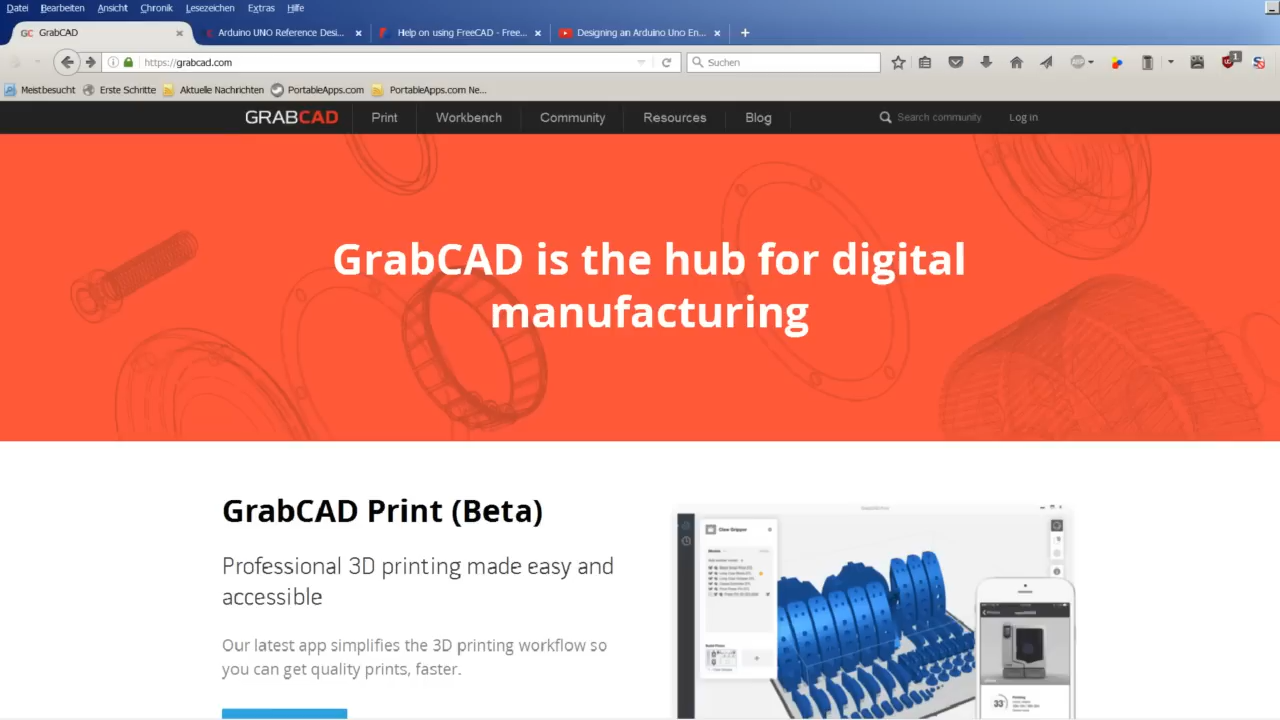 Datei Bearbeiten Ansicht Chronik Lesezeichen Extras Hilfe
GC GrabCAD Arduino UNO Reference Desi... Help on using FreeCAD - Free... Designing an Arduino Uno En...
https://grabcad.com Suchen 1
Meistbesucht Erste Schritte Aktuelle Nachrichten PortableApps.com PortableApps.com Ne...
GRABCAD Print Workbench Community Resources Blog Search community Log in
GrabCAD is the hub for digital
manufacturing
GrabCAD Print (Beta)
Professional 3D printing made easy and
accessible
Our latest app simplifies the 3D printing workflow so
you can get quality prints, faster.